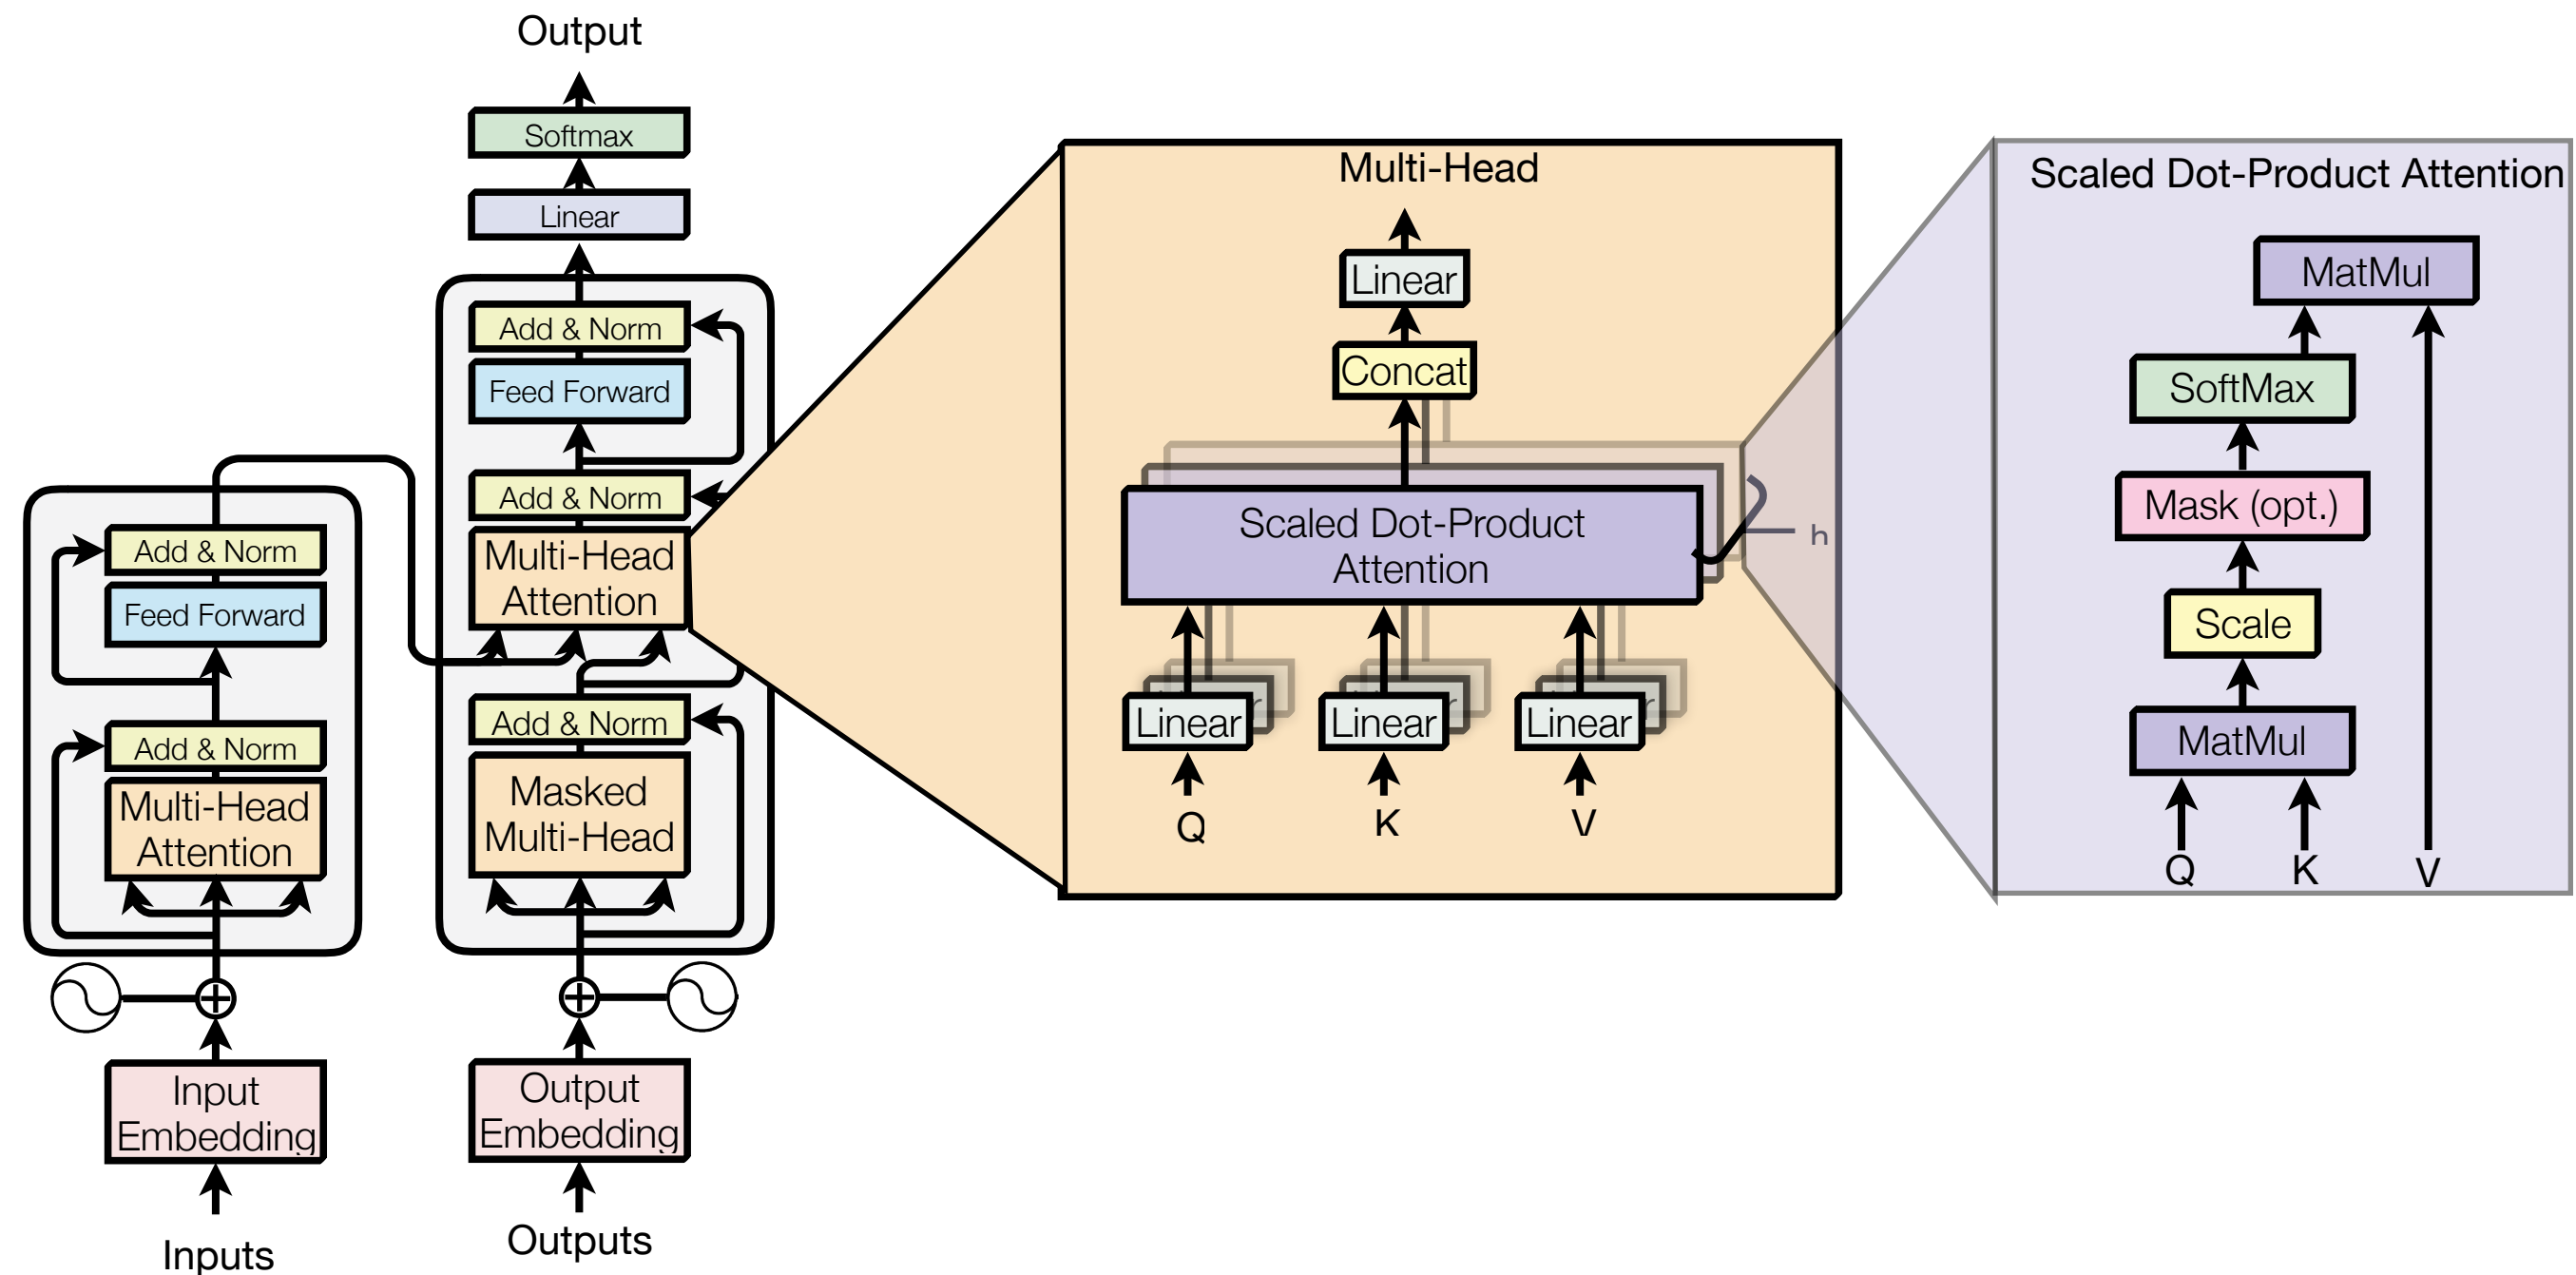 Output
Softmax
Linear
Add & Norm
Feed Forward
Add & Norm
Multi-Head
Attention
Add & Norm
Masked
Multi-Head
Output
Embedding
Outputs
Add & Norm
Feed Forward
Add & Norm
Multi-Head
Attention
Input
Embedding
Inputs
Multi-Head
Linear
Concat
Scaled Dot-Product
Attention
h
Linear
Linear
Linear
Q
K
V
Scaled Dot-Product Attention
MatMul
SoftMax
Mask (opt.)
Scale
MatMul
Q
K
V